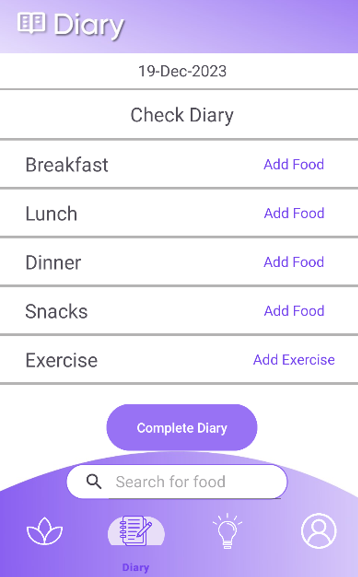 Diary
19-Dec-2023
Check Diary
Breakfast Add Food
Lunch Add Food
Dinner Add Food
Snacks Add Food
Exercise Add Exercise
Complete Diary
Search for food
Diary